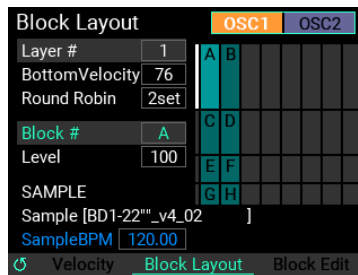 Block Layout OSC1 OSC2
Layer # 1 A B
BottomVelocity 76
Round Robin 2set
Block # A C D
Level 100 E F
SAMPLE G H
Sample [BD1-22""_v4_02 ]
SampleBPM 120.00
Velocity Block Layout Block Edit